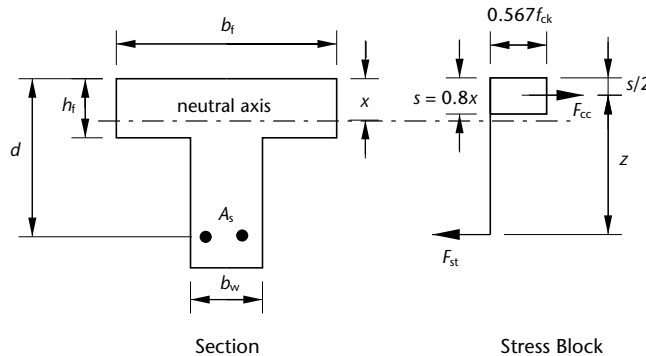 b_f
0.567f_ck
h_f
neutral axis
x
s = 0.8x
s/2
F_cc
d
z
A_s
F_st
b_w
Section
Stress Block